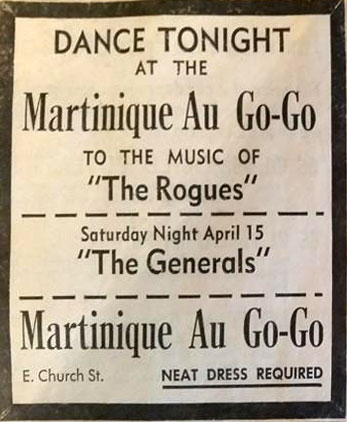 DANCE TONIGHT
AT THE
Martinique Au Go-Go
TO THE MUSIC OF
"The Rogues"
Saturday Night April 15
"The Generals"
Martinique Au Go-Go
E. Church St. NEAT DRESS REQUIRED